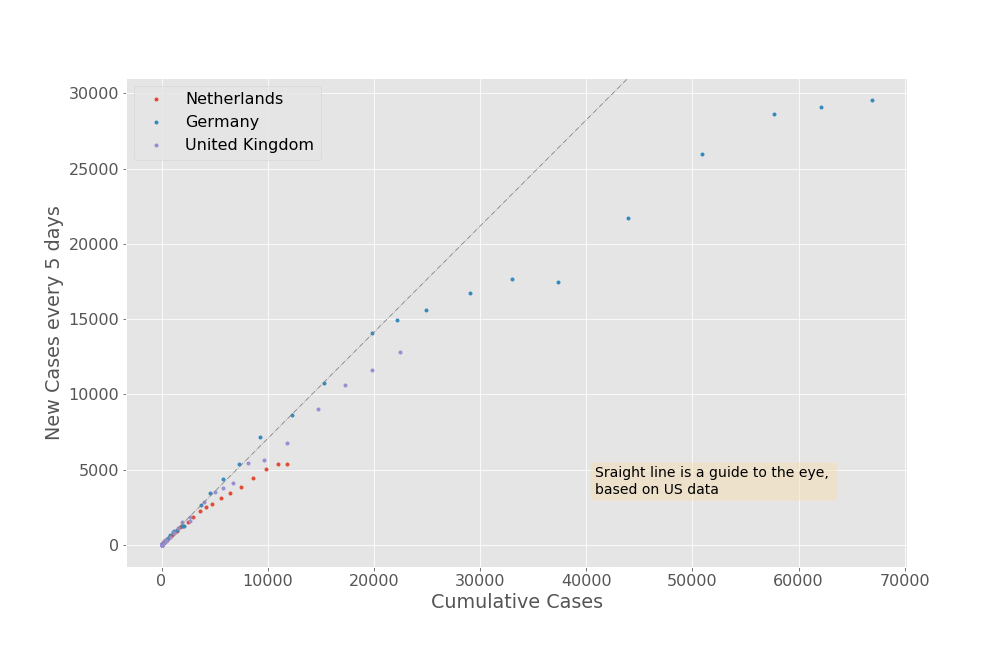 Netherlands
Germany
United Kingdom
30000
25000
20000
15000
10000
5000
0
New Cases every 5 days
Sraight line is a guide to the eye,
based on US data
0 10000 20000 30000 40000 50000 60000 70000
Cumulative Cases